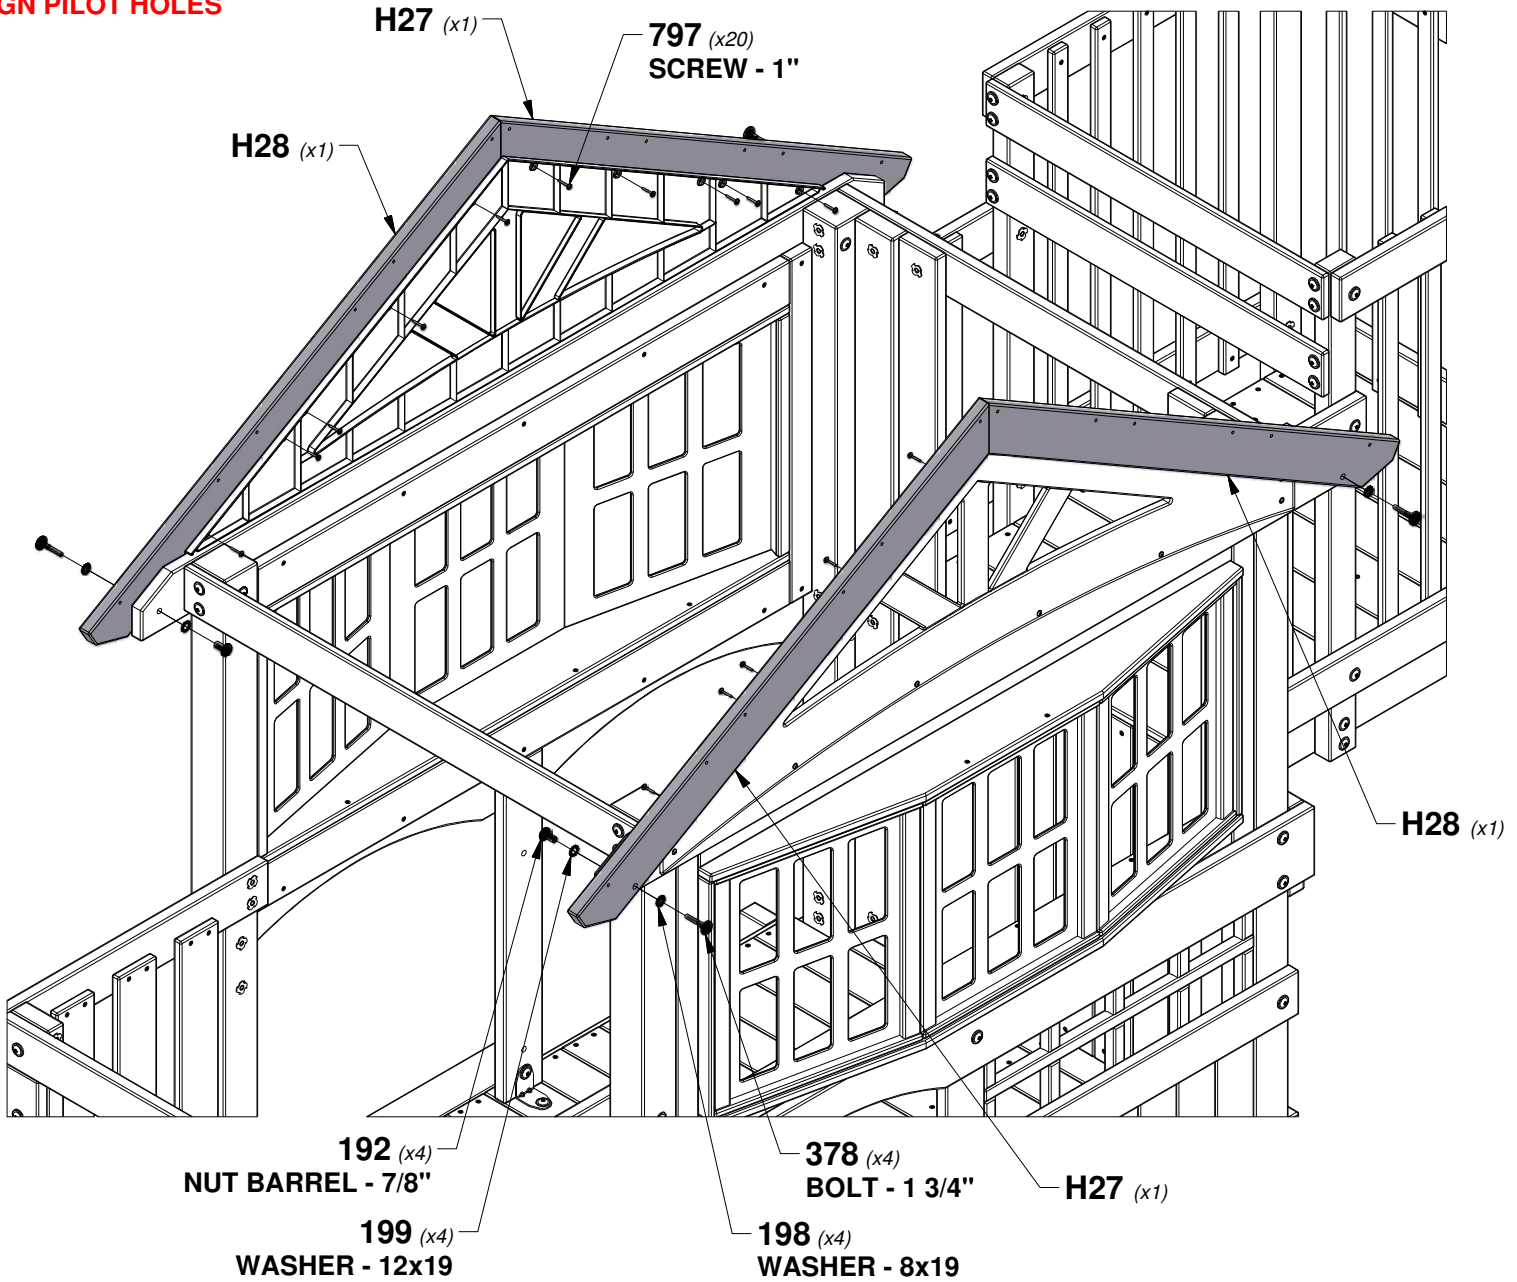 PILOT HOLES
H27 (x1)
797 (x20)
SCREW - 1"
H28 (x1)
H28 (x1)
192 (x4)
NUT BARREL - 7/8"
378 (x4)
BOLT - 1 3/4"
H27 (x1)
199 (x4)
WASHER - 12x19
198 (x4)
WASHER - 8x19